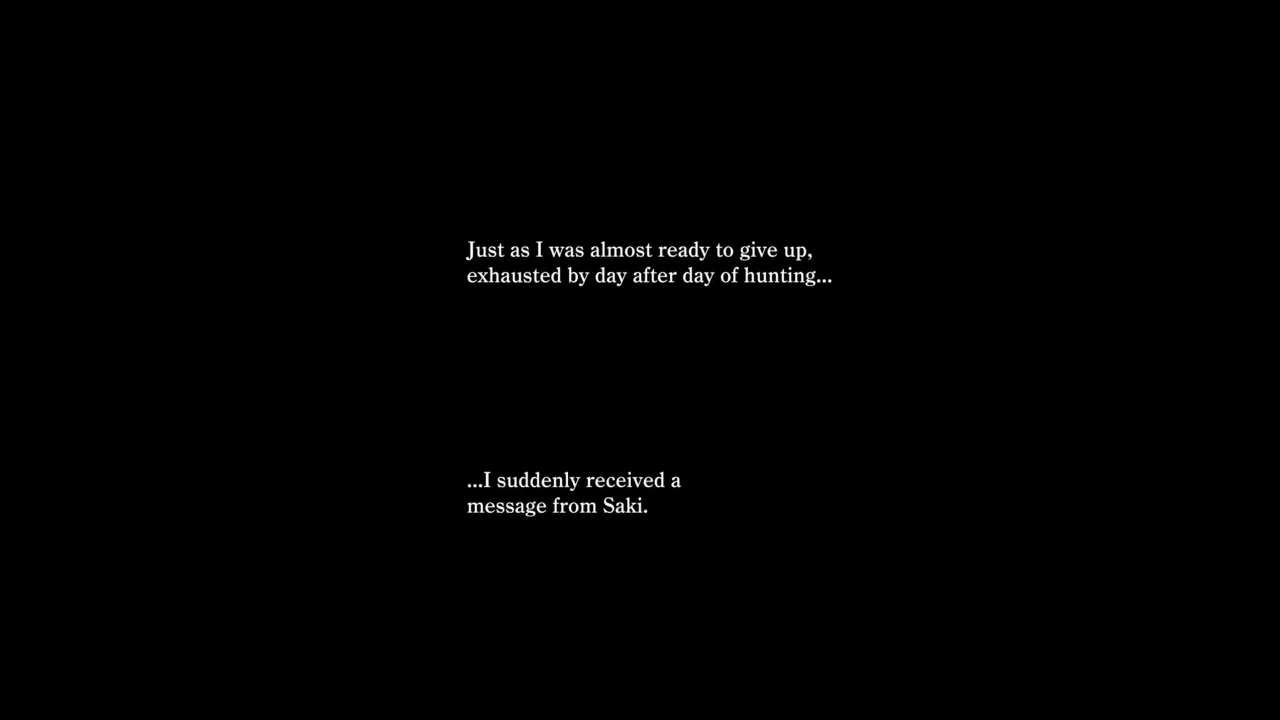 Just as I was almost ready to give up,
exhausted by day after day of hunting...
...I suddenly received a
message from Saki.